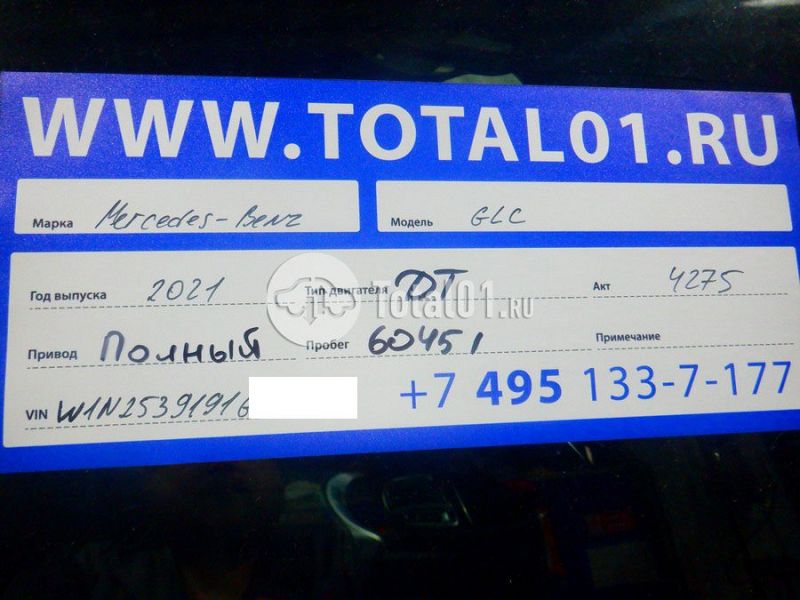 WWW.TOTAL01.RU
Марка Mercedes-Benz Модель GLC
Год выпуска 2021 Тип двигателя ДТ Акт 4275
Total01.RU
Привод Полный Пробег 60451 Примечание
VIN W1N2539191G +7 495 133-7-177